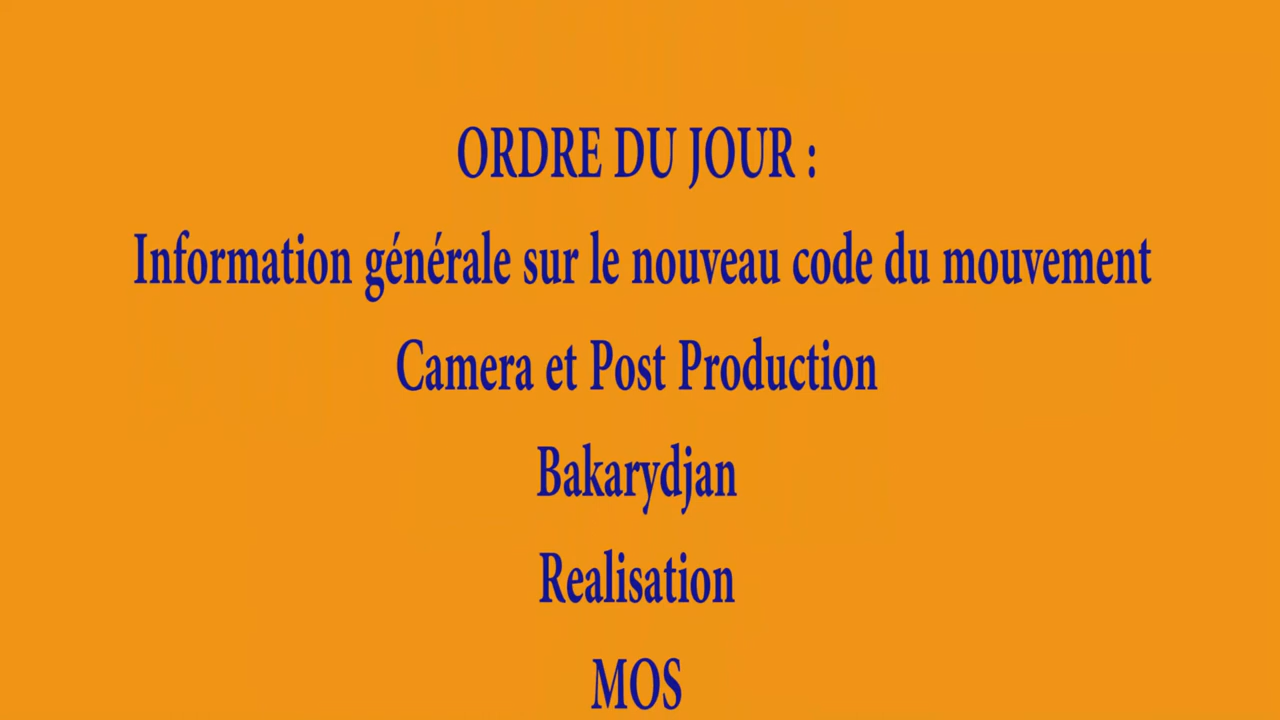 ORDRE DU JOUR :
Information générale sur le nouveau code du mouvement
Camera et Post Production
Bakarydjan
Realisation
MOS